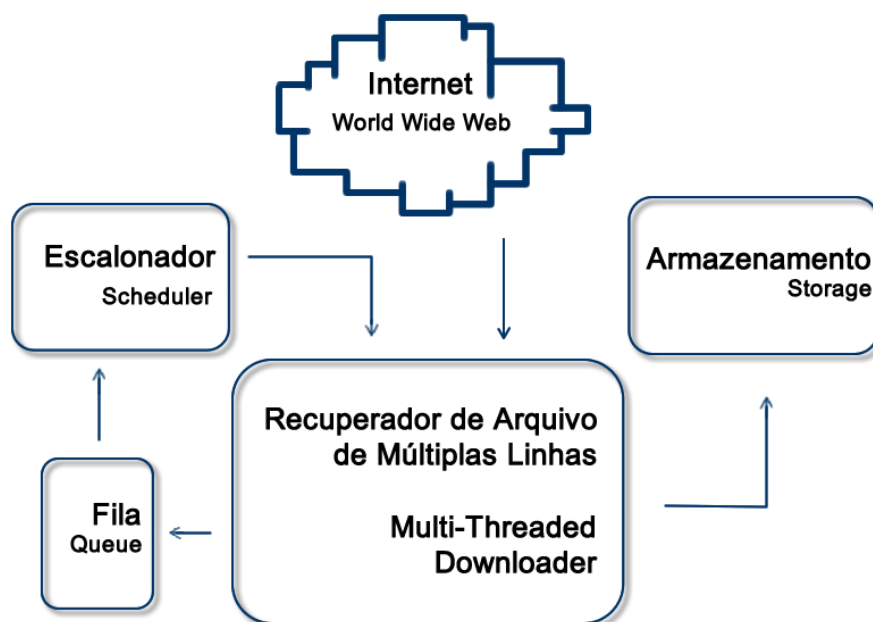 Internet
World Wide Web
Escalonador
Scheduler
Armazenamento
Storage
Recuperador de Arquivo
de Múltiplas Linhas
Multi-Threaded
Downloader
Fila
Queue